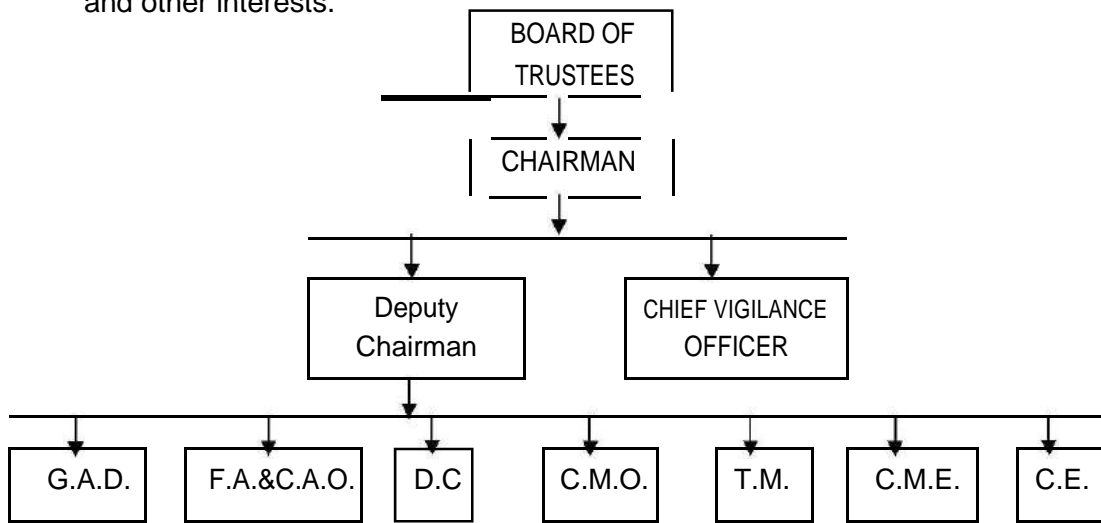 and other interests.
BOARD OF
TRUSTEES
CHAIRMAN
Deputy
Chairman
CHIEF VIGILANCE
OFFICER
G.A.D.
F.A.&C.A.O.
D.C
C.M.O.
T.M.
C.M.E.
C.E.